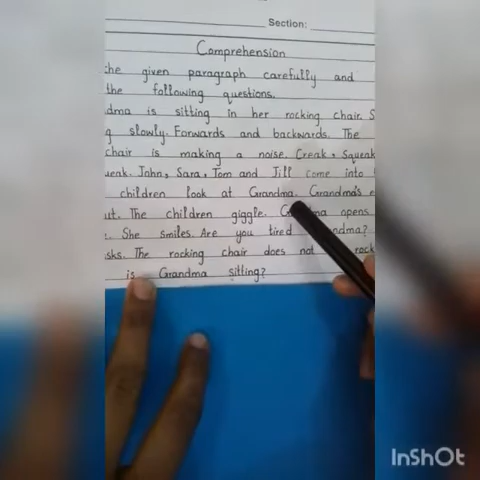 Section:
Comprehension
the given paragraph carefully and
the following questions.
dma is sitting in her rocking chair. S
g slowly. Forwards and backwards. The
chair is making a noise. Creak, Squeak
ueak. John, Sara, Tom and Jill come into
children look at Grandma. Grandma's e
ut. The children giggle. opens
She smiles. Are you tired ndma?
sks. The rocking chair does not rock
is Grandma sitting?
InShOt